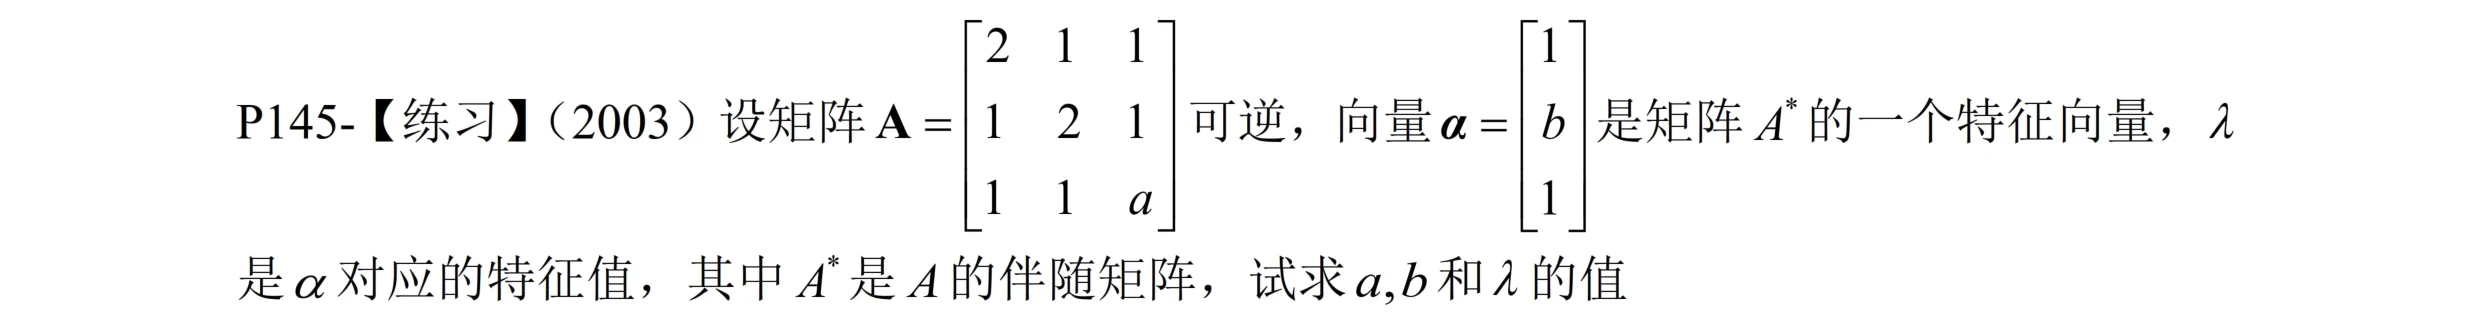 P145-【练习】（2003）设矩阵 A = [2 1 1; 1 2 1; 1 1 a] 可逆，向量 α = [1; b; 1] 是矩阵 A* 的一个特征向量，λ
是 α 对应的特征值，其中 A* 是 A 的伴随矩阵，试求 a,b 和 λ 的值